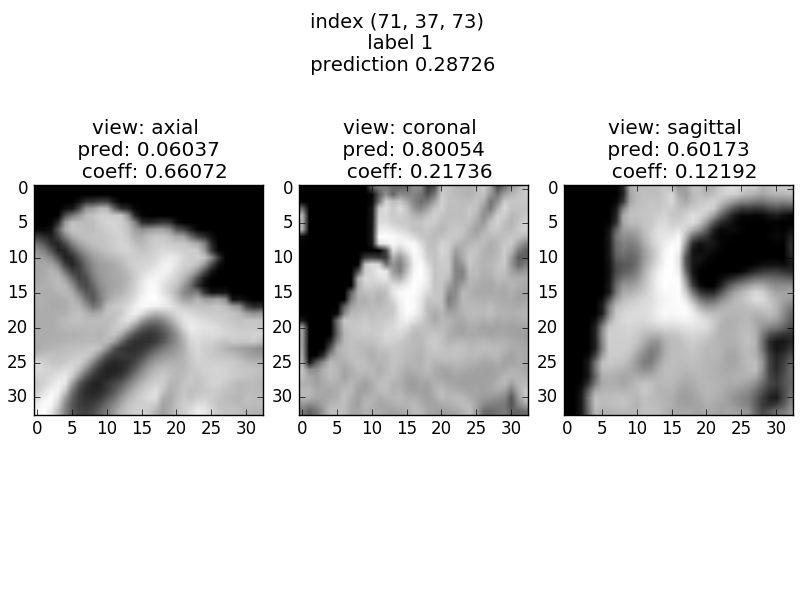 index (71, 37, 73)
label 1
prediction 0.28726
view: axial
pred: 0.06037
coeff: 0.66072
view: coronal
pred: 0.80054
coeff: 0.21736
view: sagittal
pred: 0.60173
coeff: 0.12192
0
5
10
15
20
25
30
0 5 10 15 20 25 30
0
5
10
15
20
25
30
0 5 10 15 20 25 30
0
5
10
15
20
25
30
0 5 10 15 20 25 30